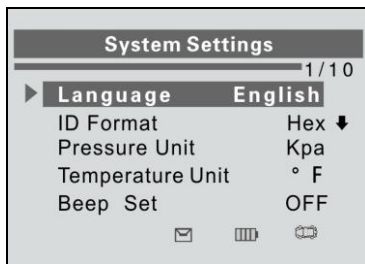 System Settings
1/10
Language English
ID Format Hex
Pressure Unit Kpa
Temperature Unit ° F
Beep Set OFF